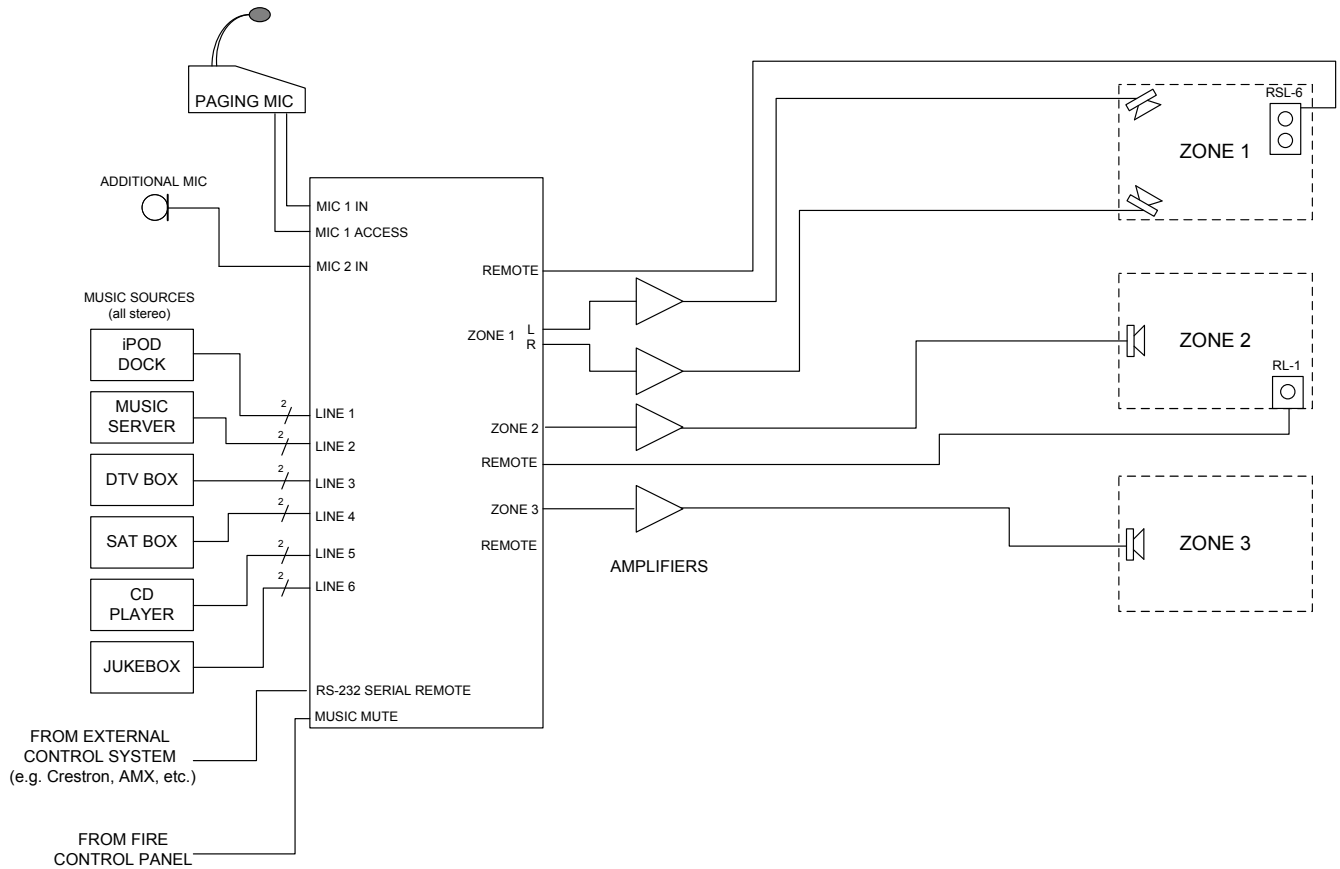 PAGING MIC
ADDITIONAL MIC
MUSIC SOURCES
(all stereo)
iPOD
DOCK
MUSIC
SERVER
DTV BOX
SAT BOX
CD
PLAYER
JUKEBOX
FROM EXTERNAL
CONTROL SYSTEM
(e.g. Crestron, AMX, etc.)
FROM FIRE
CONTROL PANEL
2
2
2
2
2
2
MIC 1 IN
MIC 1 ACCESS
MIC 2 IN
LINE 1
LINE 2
LINE 3
LINE 4
LINE 5
LINE 6
RS-232 SERIAL REMOTE
MUSIC MUTE
REMOTE
ZONE 1 L
R
ZONE 2
REMOTE
ZONE 3
REMOTE
AMPLIFIERS
RSL-6
ZONE 1
ZONE 2
RL-1
ZONE 3